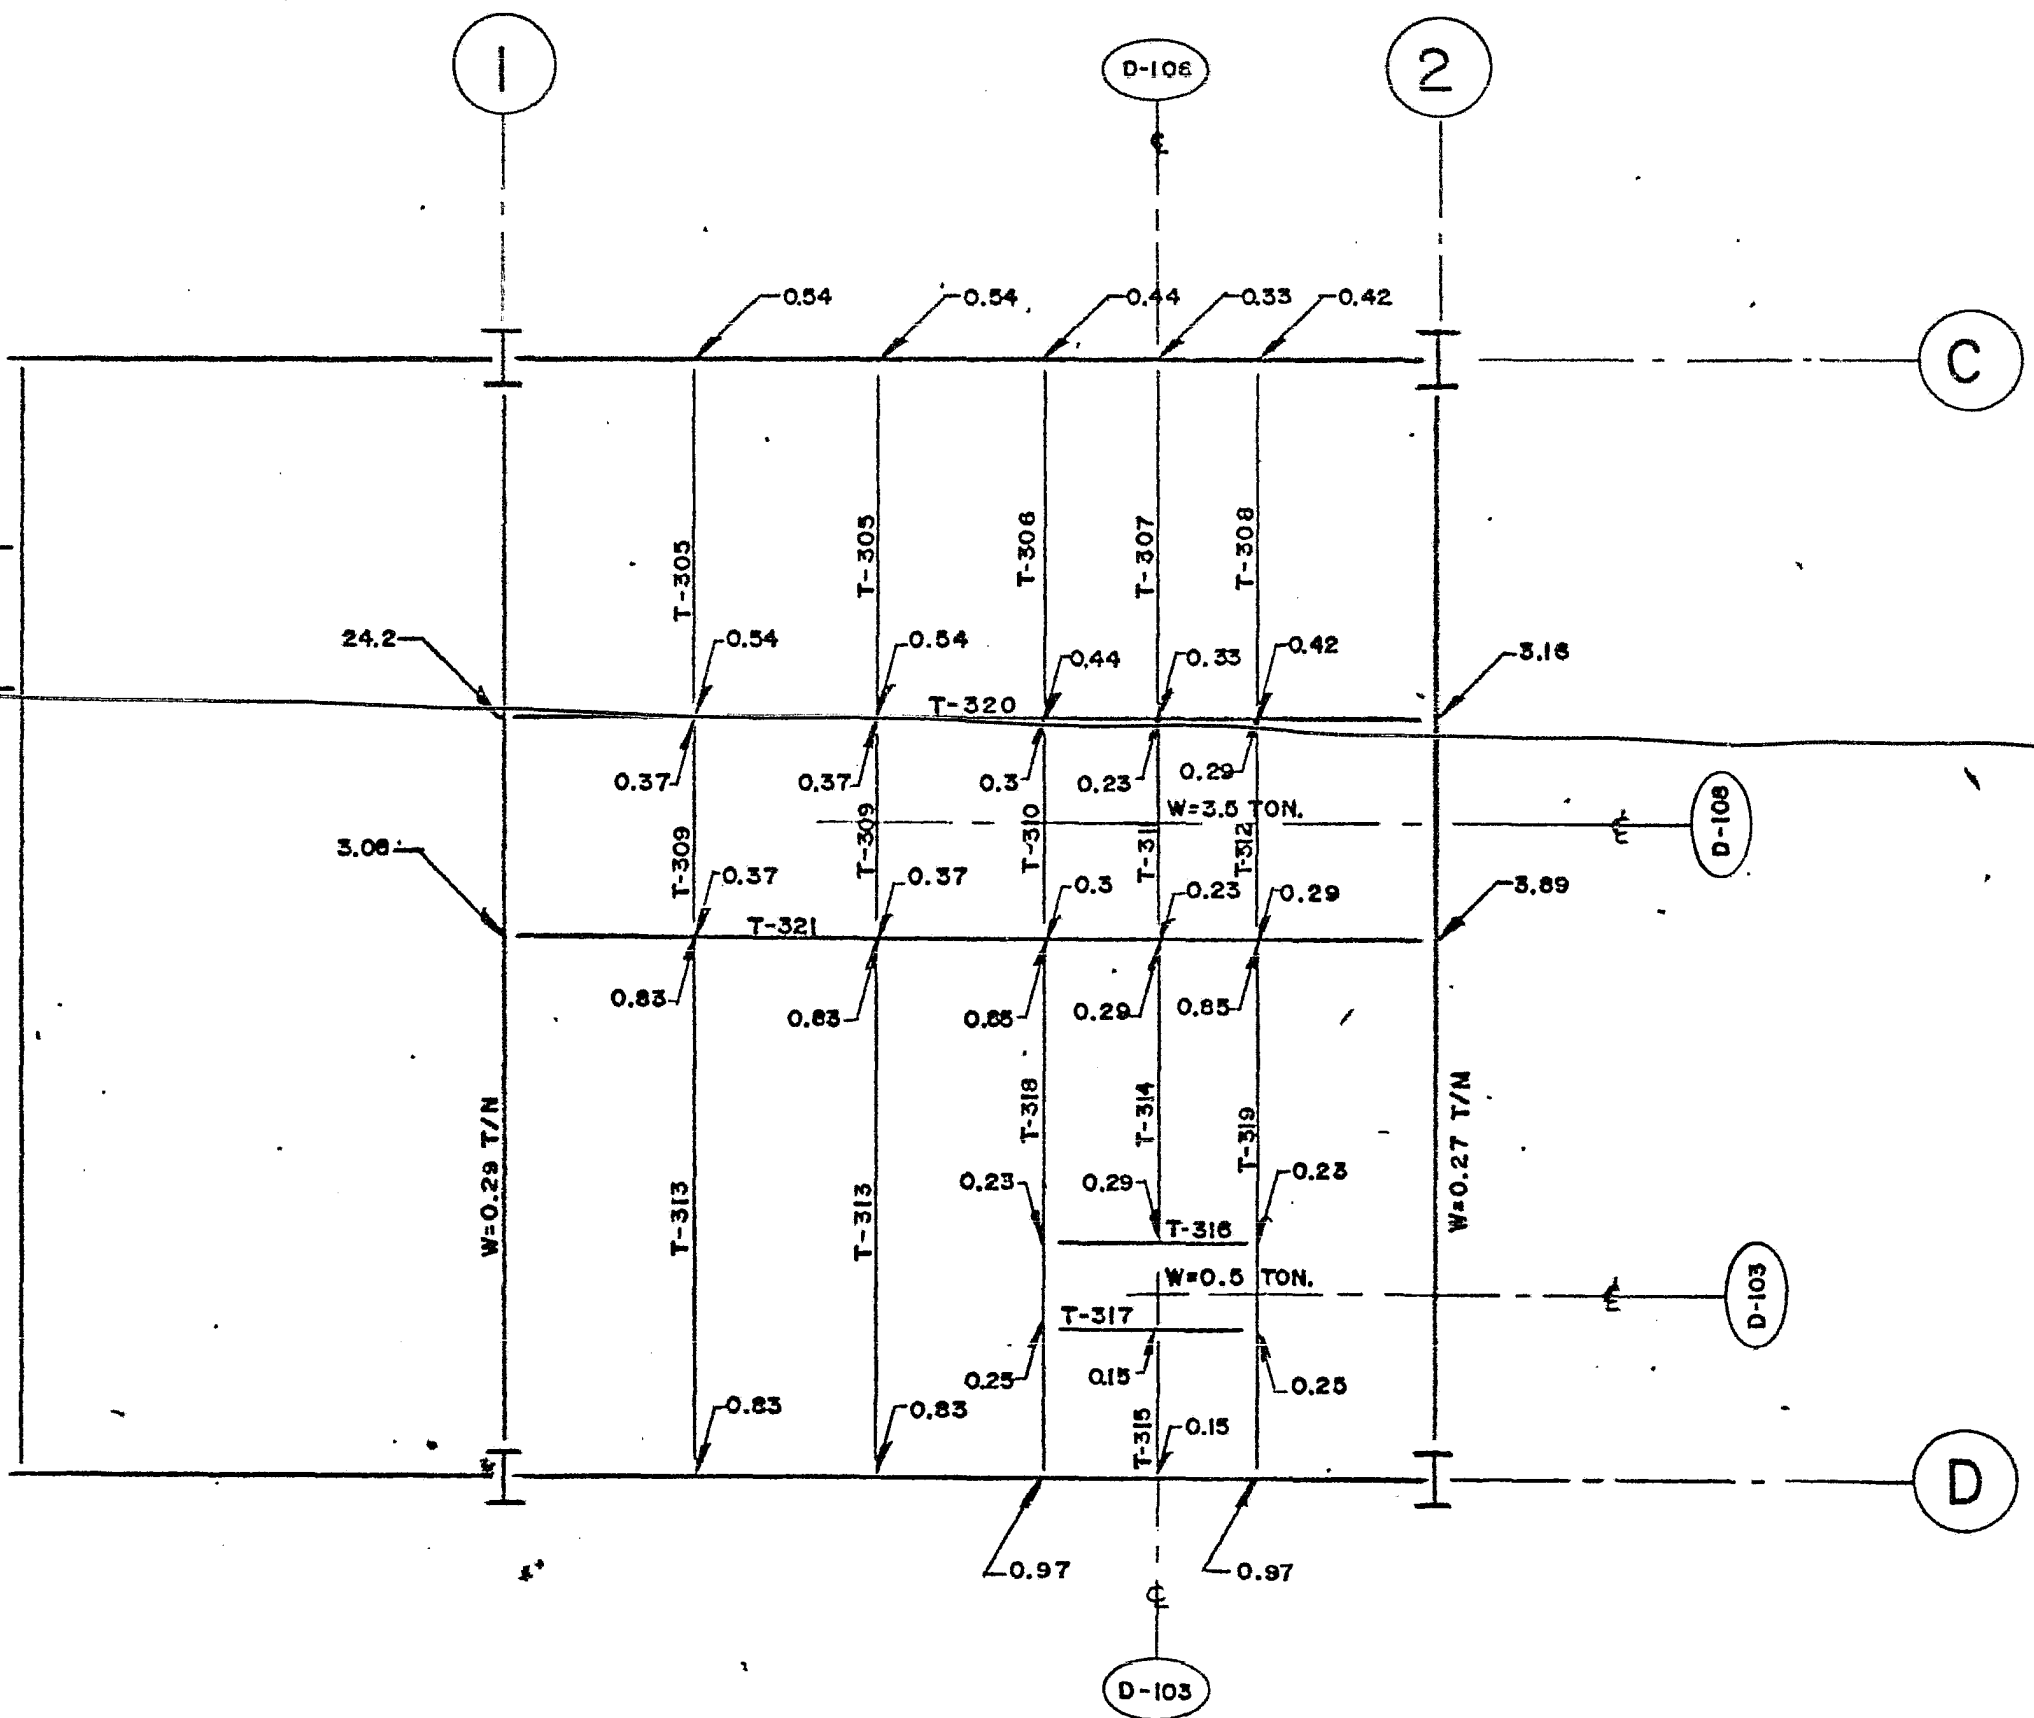 1
D-106
2
℄
0.54
0.54
0.44
0.33
0.42
C
T-305
T-305
T-306
T-307
T-308
24.2
0.54
0.54
0.44
0.33
0.42
3.16
T-320
0.37
0.37
0.3
0.23
0.29
W=3.5 TON.
℄
D-108
T-309
T-309
T-310
T-311
T-312
3.06
0.37
0.37
0.3
0.23
0.29
3.89
T-321
0.83
0.83
0.85
0.29
0.85
W=0.29 T/M
T-313
T-313
T-318
T-314
T-319
W=0.27 T/M
0.23
0.29
0.23
T-316
W=0.5 TON.
℄
D-103
T-317
0.25
0.15
0.25
0.83
0.83
T-315
0.15
D
0.97
0.97
℄
D-103